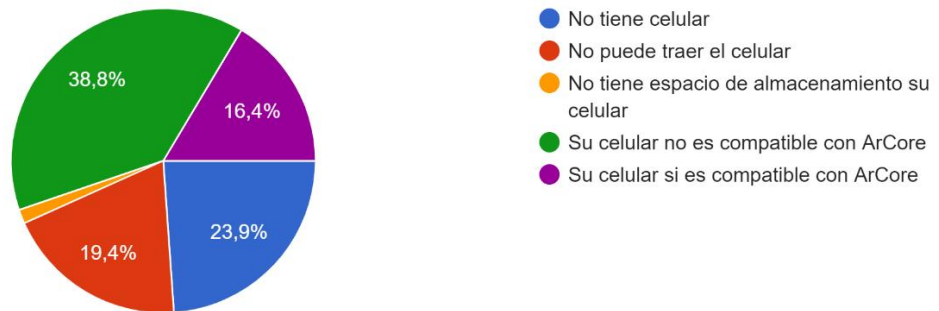 38,8%
16,4%
23,9%
19,4%
No tiene celular
No puede traer el celular
No tiene espacio de almacenamiento su
celular
Su celular no es compatible con ArCore
Su celular si es compatible con ArCore